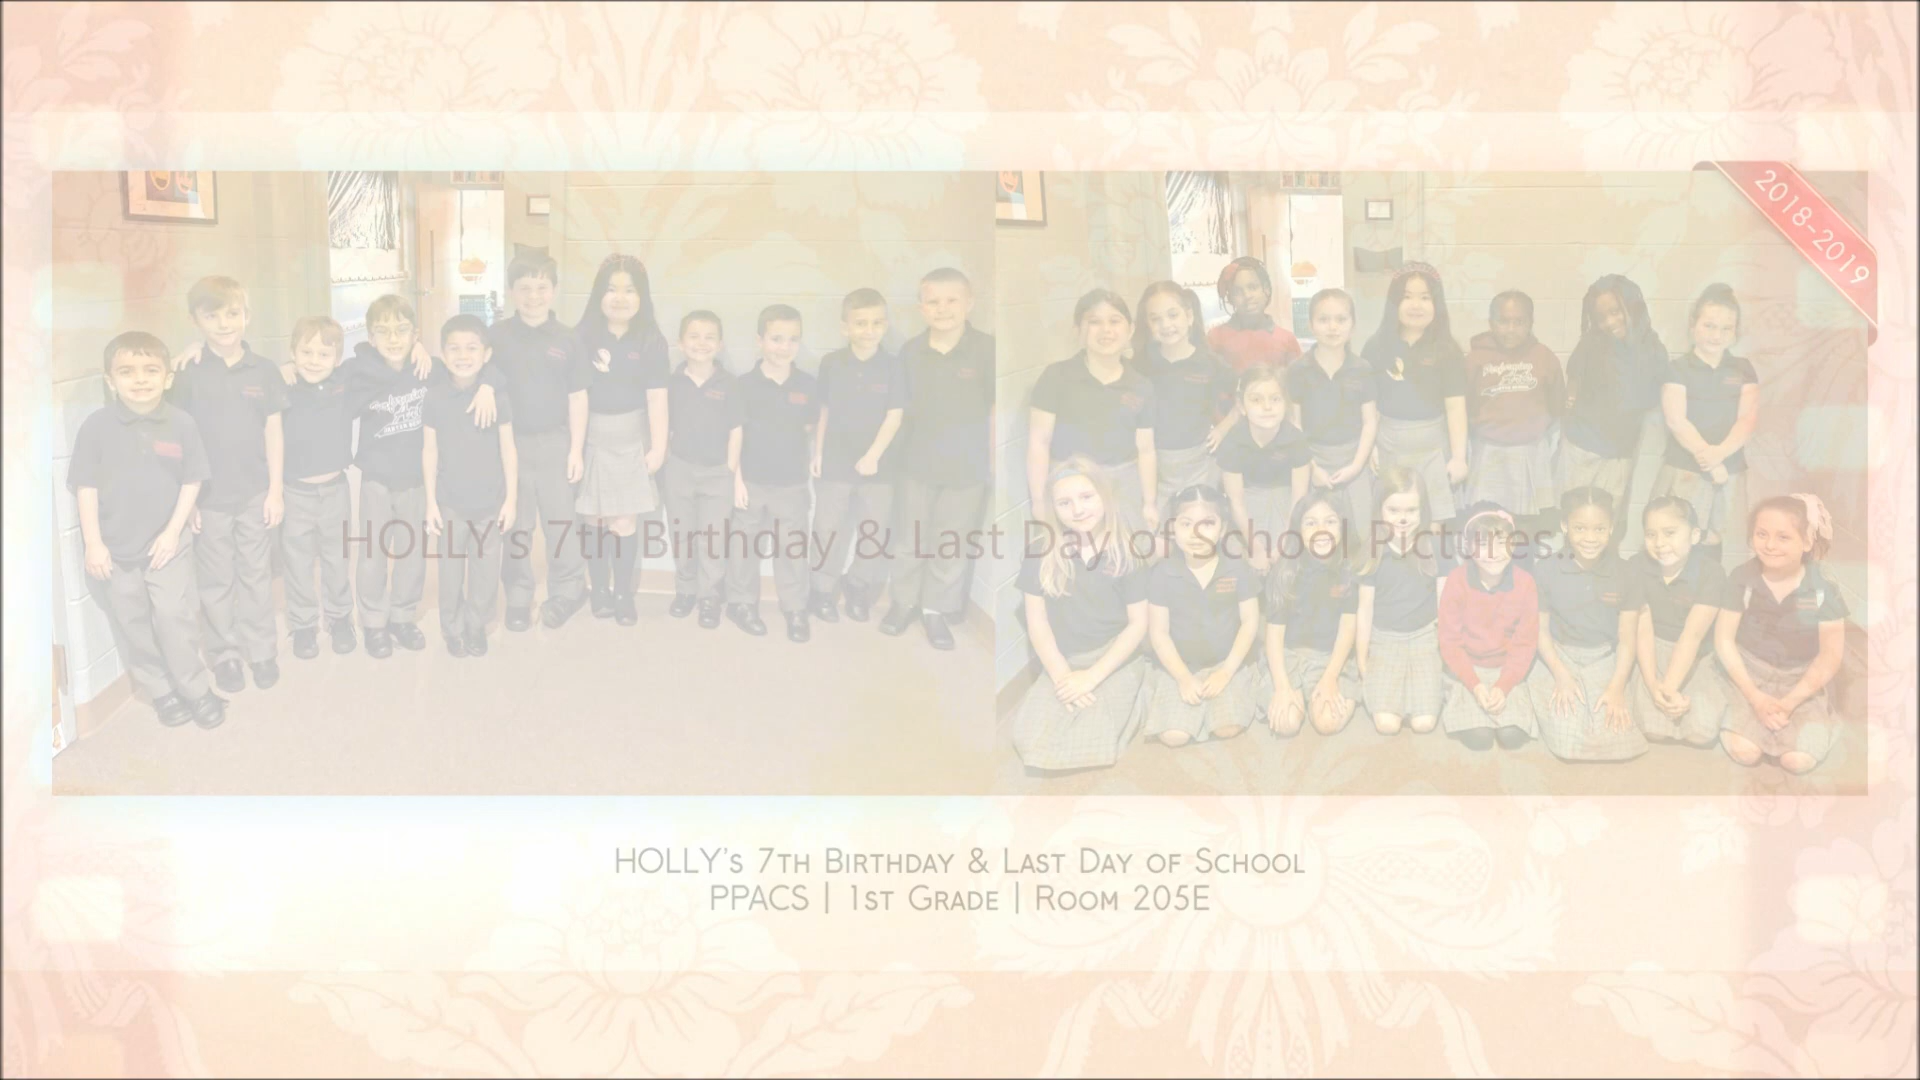 2018-2019
HOLLY's 7th Birthday & Last Day of School Pictures..
HOLLY's 7th Birthday & Last Day of School
PPACS | 1st Grade | Room 205E